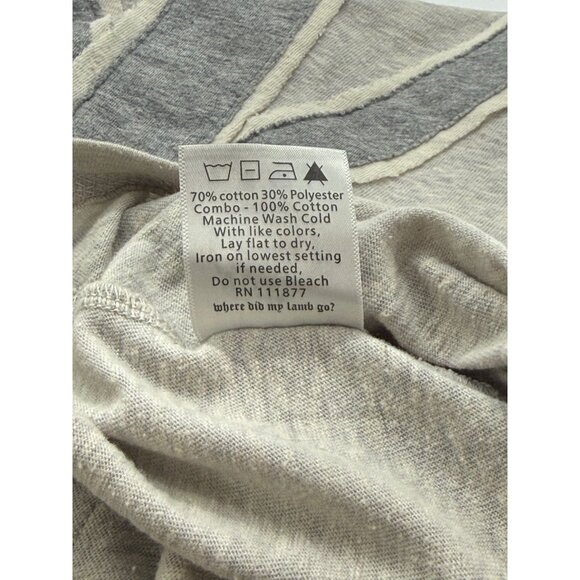 70% cotton 30% Polyester
Combo - 100% Cotton
Machine Wash Cold
With like colors,
Lay flat to dry,
Iron on lowest setting
if needed,
Do not use Bleach
RN 111877
where did my lamb go?